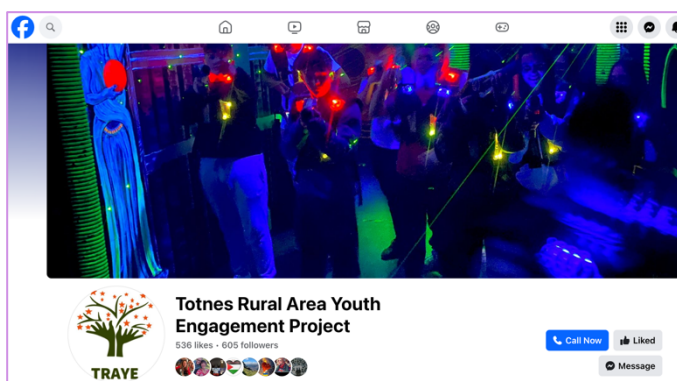 Totnes Rural Area Youth
Engagement Project
536 likes • 605 followers
Call Now
Liked
Message
TRAYE